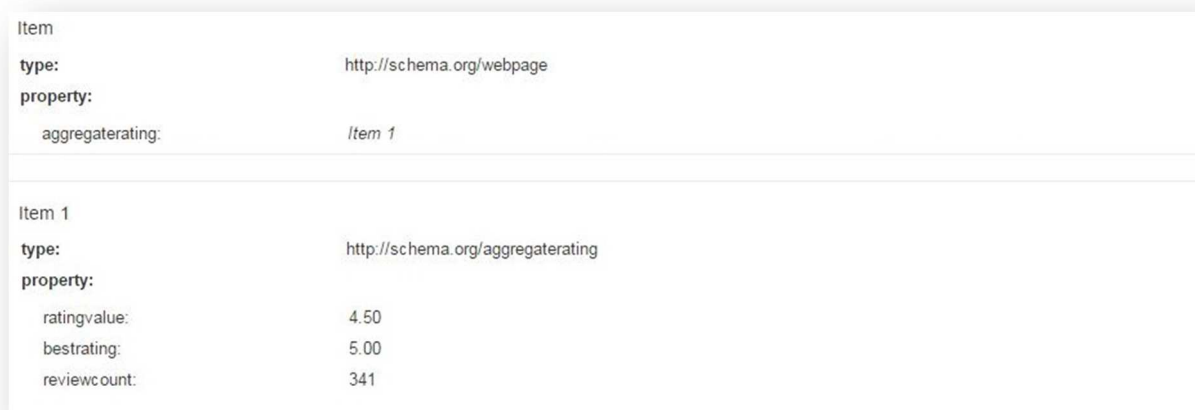 Item
type: http://schema.org/webpage
property:
aggregaterating: Item 1
Item 1
type: http://schema.org/aggregaterating
property:
ratingvalue: 4.50
bestrating: 5.00
reviewcount: 341